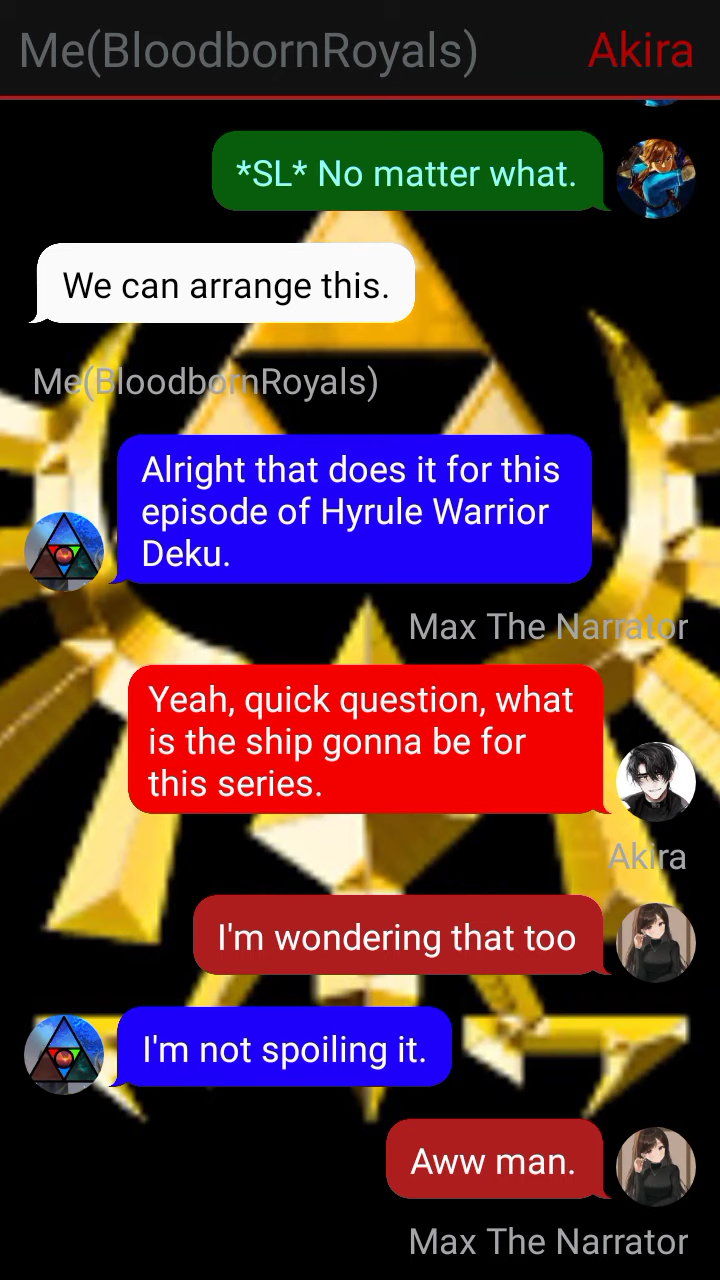 Me(BloodbornRoyals) Akira
*SL* No matter what.
We can arrange this.
Me(BloodbornRoyals)
Alright that does it for this
episode of Hyrule Warrior
Deku.
Max The Narrator
Yeah, quick question, what
is the ship gonna be for
this series.
Akira
I'm wondering that too
I'm not spoiling it.
Aww man.
Max The Narrator